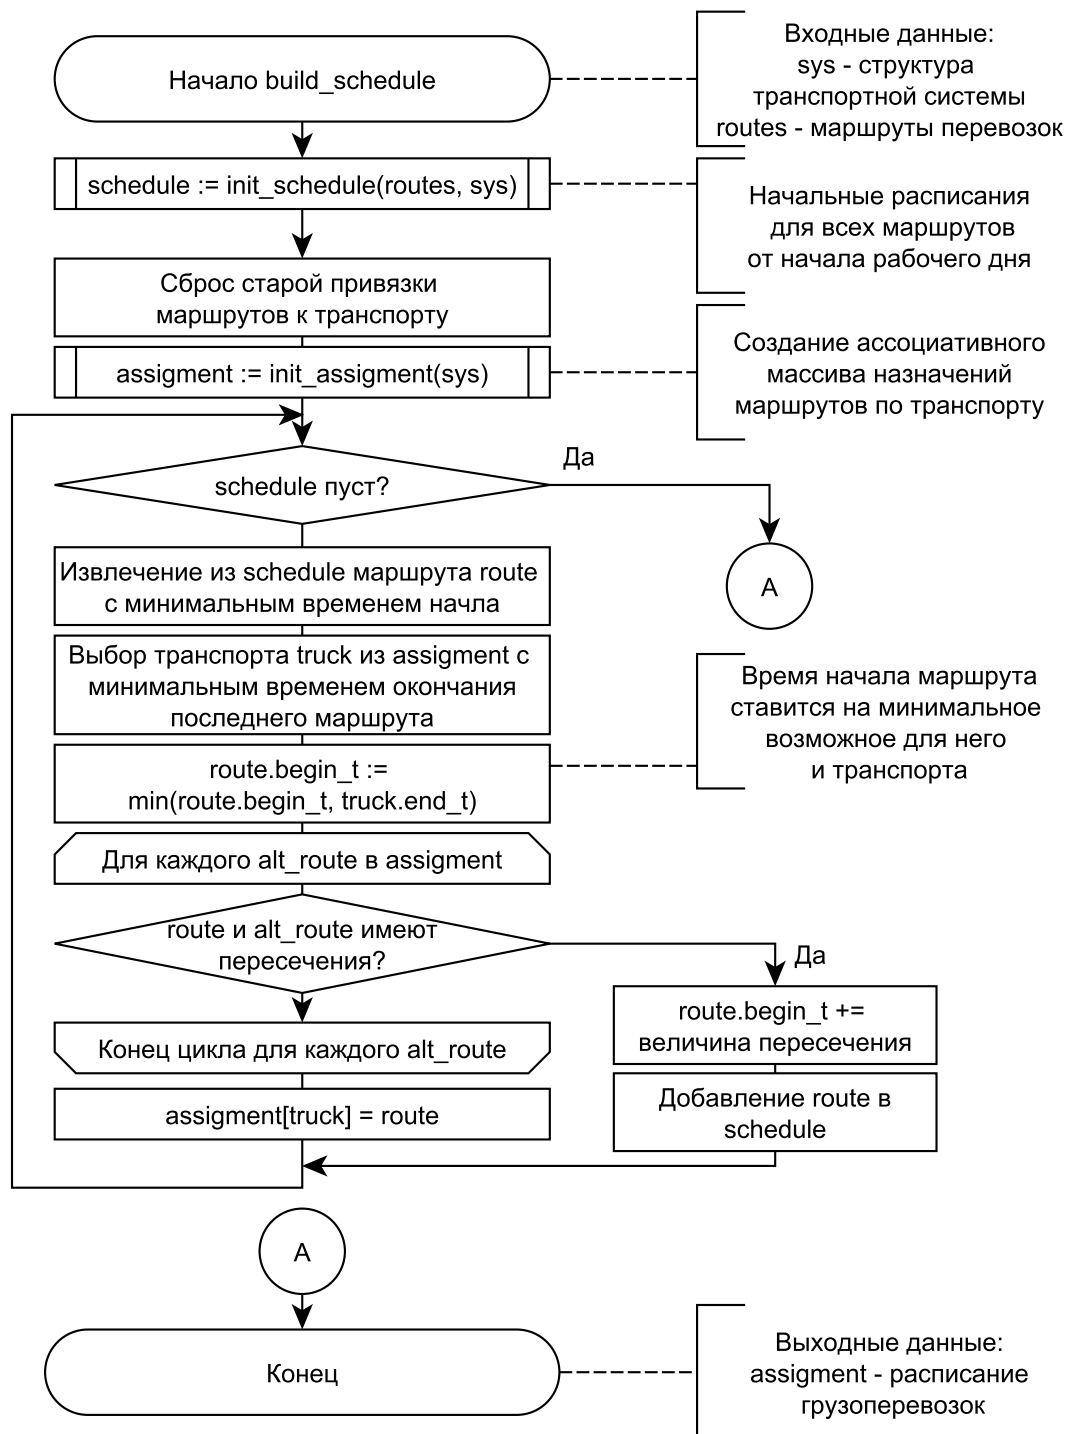 Начало build_schedule
Входные данные:
sys - структура
транспортной системы
routes - маршруты перевозок
schedule := init_schedule(routes, sys)
Начальные расписания
для всех маршрутов
от начала рабочего дня
Сброс старой привязки
маршрутов к транспорту
assigment := init_assigment(sys)
Создание ассоциативного
массива назначений
маршрутов по транспорту
schedule пуст?
Да
А
Извлечение из schedule маршрута route
с минимальным временем начла
Выбор транспорта truck из assigment с
минимальным временем окончания
последнего маршрута
route.begin_t :=
min(route.begin_t, truck.end_t)
Время начала маршрута
ставится на минимальное
возможное для него
и транспорта
Для каждого alt_route в assigment
route и alt_route имеют
пересечения?
Да
route.begin_t +=
величина пересечения
Добавление route в
schedule
Конец цикла для каждого alt_route
assigment[truck] = route
А
Конец
Выходные данные:
assigment - расписание
грузоперевозок